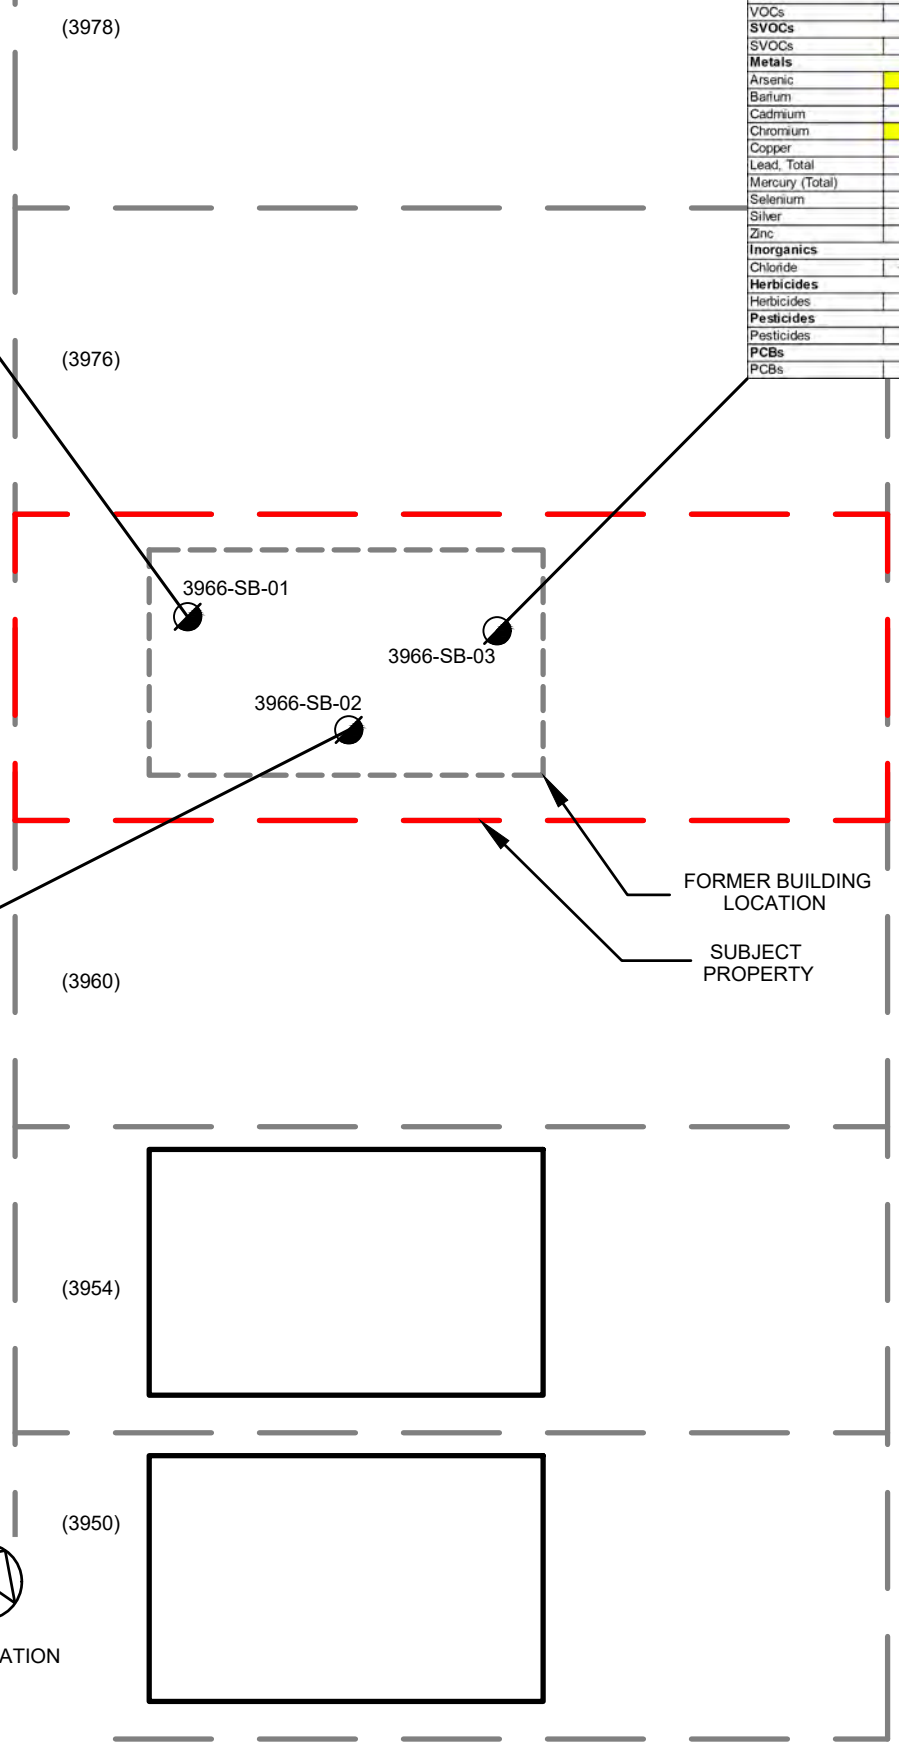 (3978)
VOCs
SVOCs
SVOCs
Metals
Arsenic
Barium
Cadmium
Chromium
Copper
Lead, Total
Mercury (Total)
Selenium
Silver
Zinc
Inorganics
Chloride
Herbicides
Herbicides
Pesticides
Pesticides
PCBs
PCBs
(3976)
3966-SB-01
3966-SB-03
3966-SB-02
FORMER BUILDING
LOCATION
SUBJECT
PROPERTY
(3960)
(3954)
(3950)
ATION